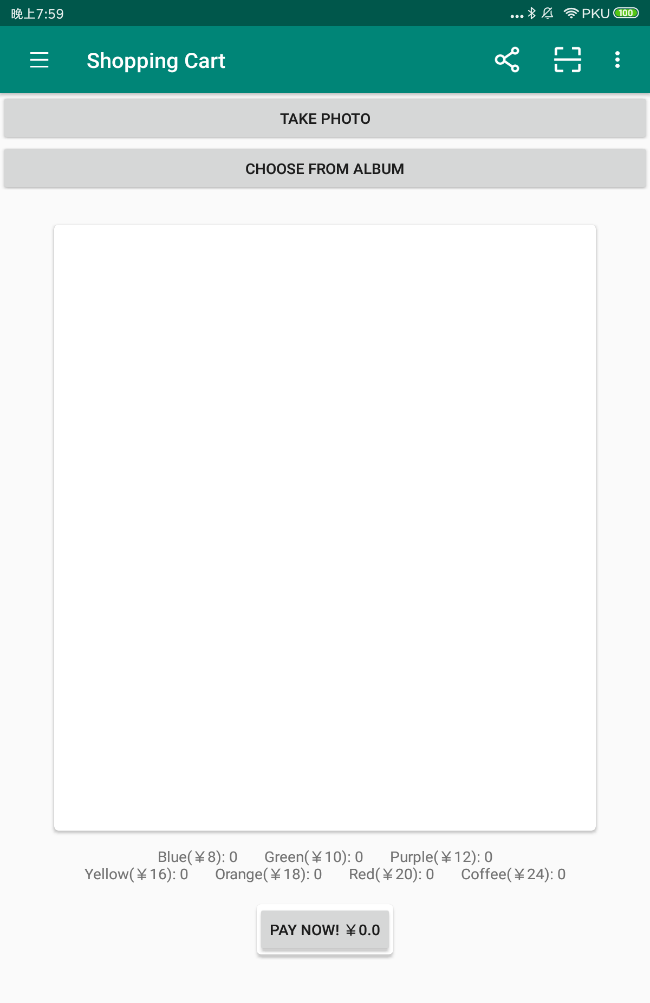 晚上7:59 PKU 100
Shopping Cart
TAKE PHOTO
CHOOSE FROM ALBUM
Blue(￥8): 0 Green(￥10): 0 Purple(￥12): 0
Yellow(￥16): 0 Orange(￥18): 0 Red(￥20): 0 Coffee(￥24): 0
PAY NOW! ￥0.0